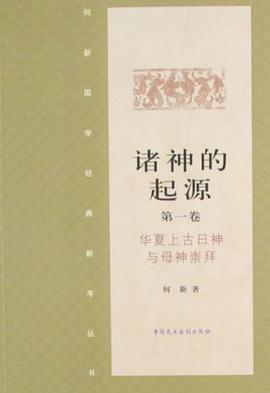 何新国学经典新考丛书
诸神的
起源
第一卷
华夏上古日神
与母神崇拜
何 新 著
中国民主法制出版社